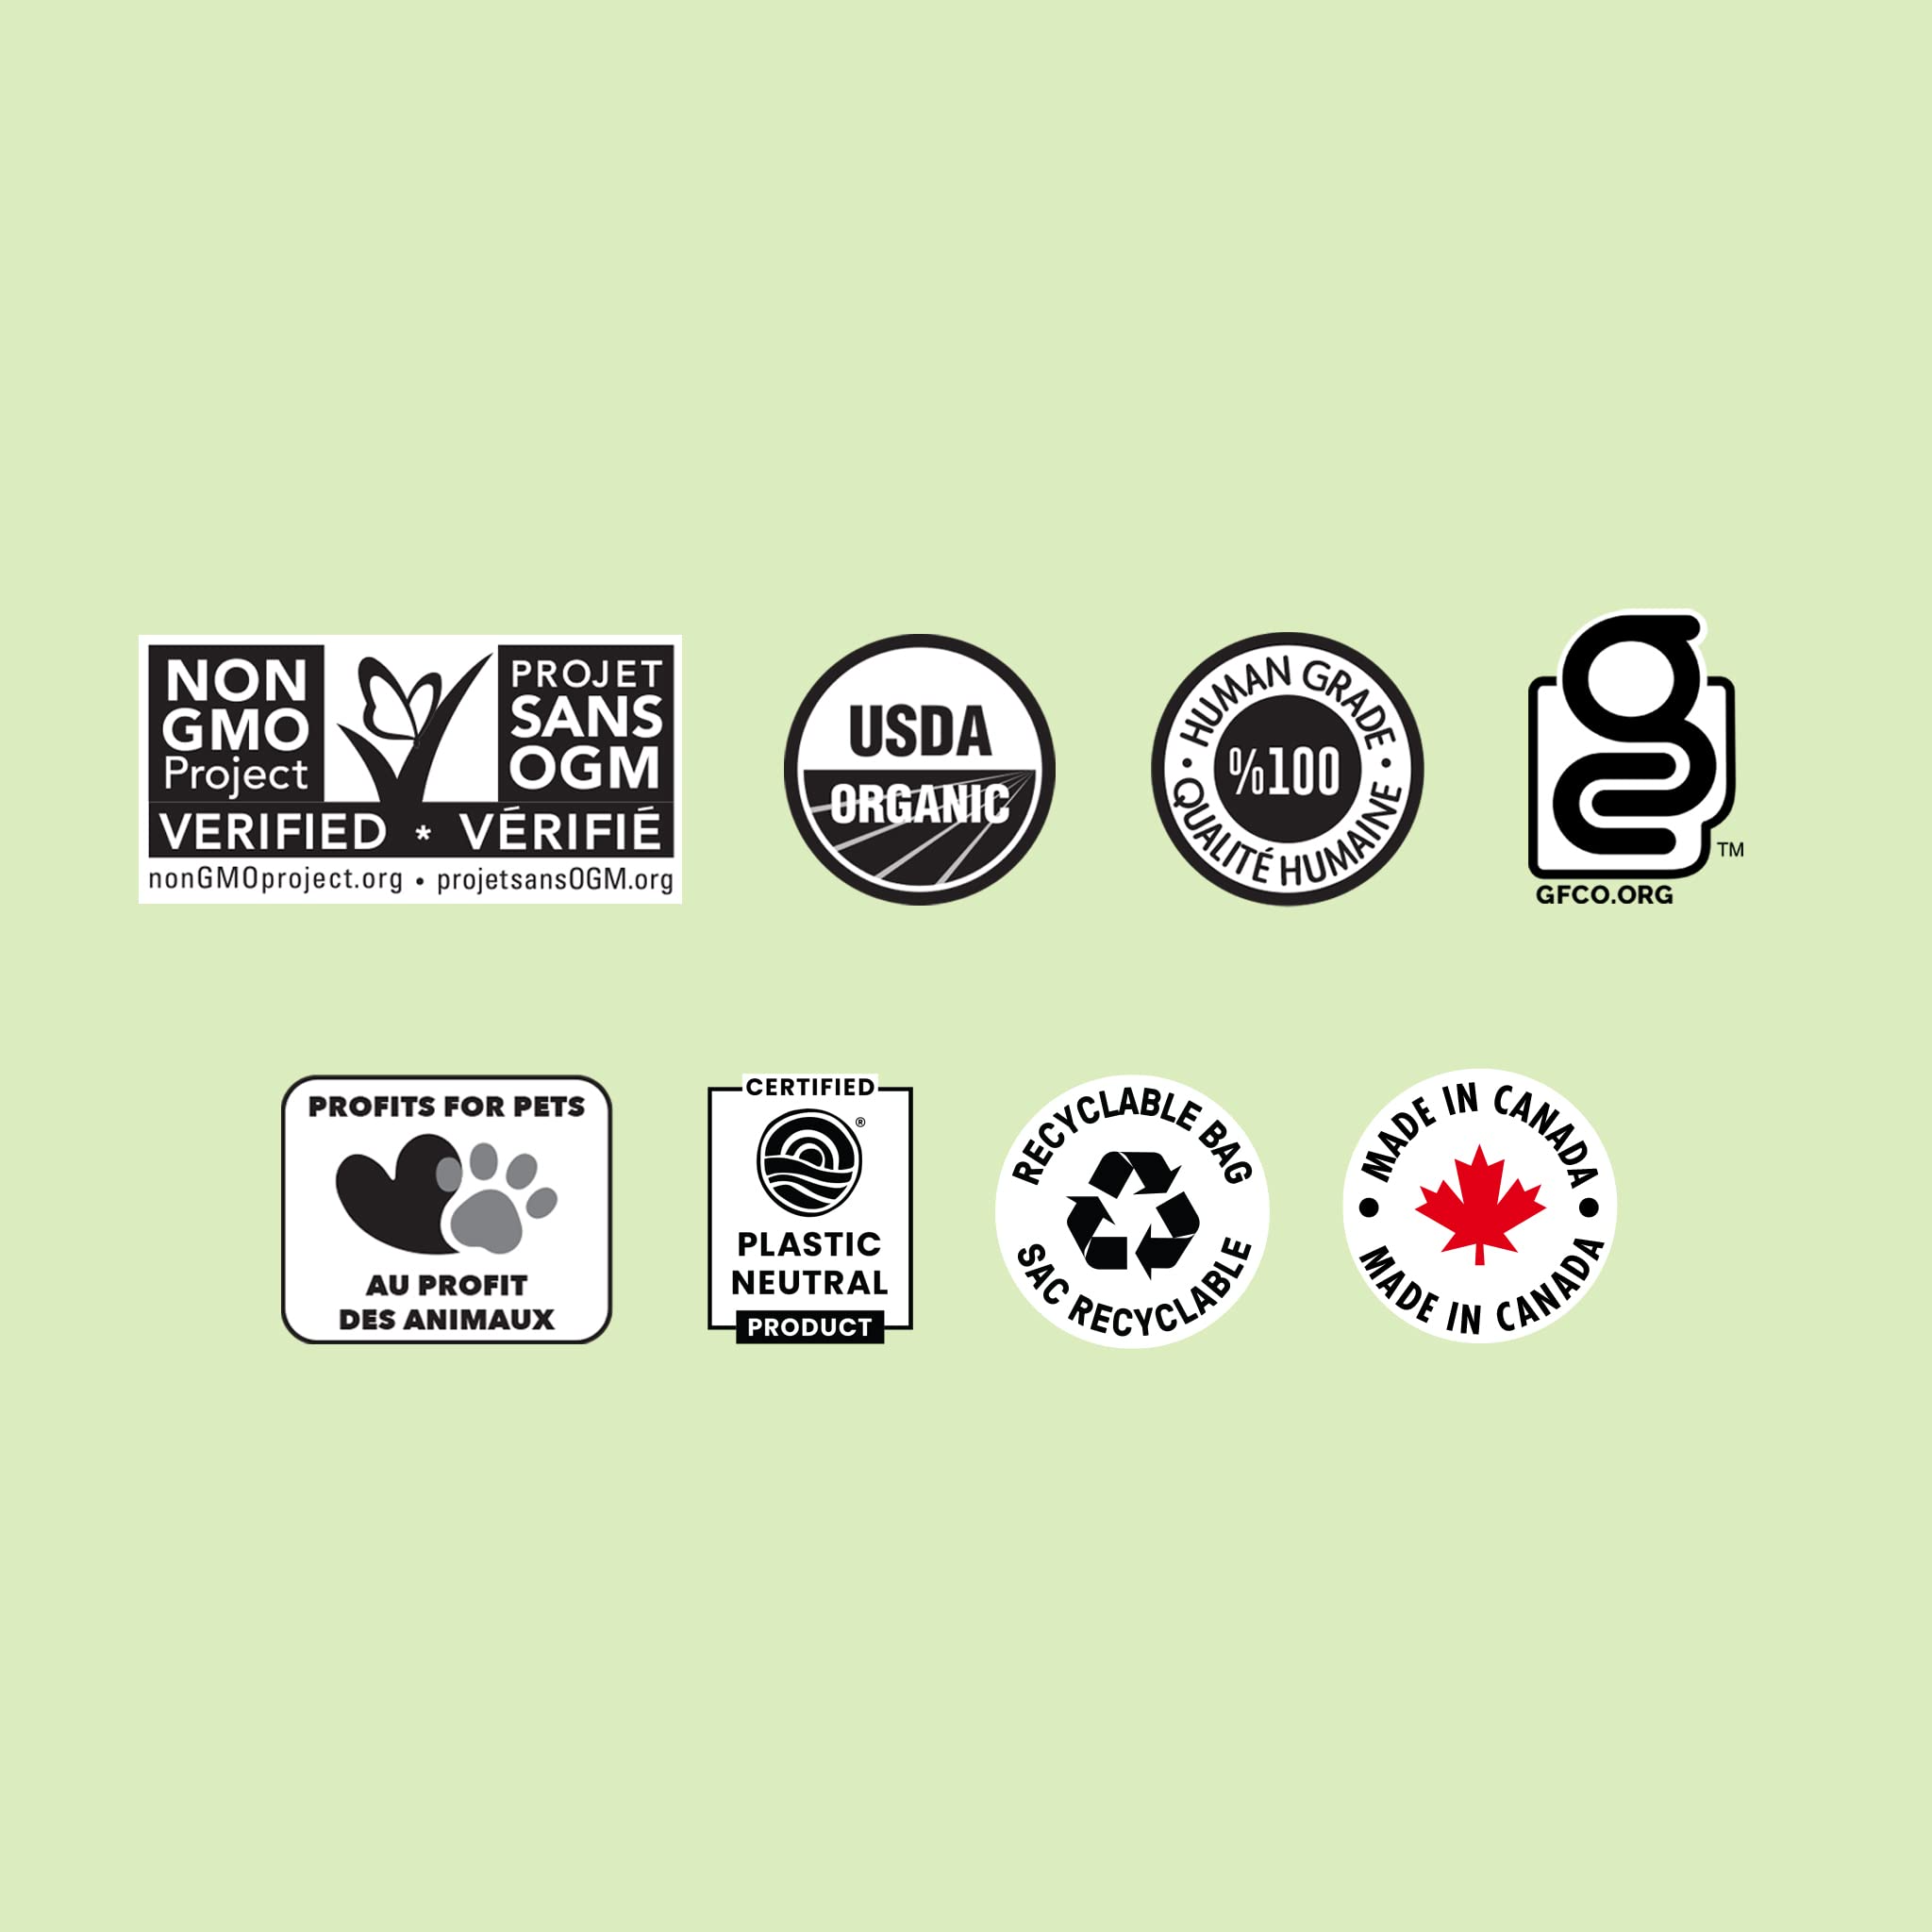 NON
GMO
Project
PROJET
SANS
OGM
VERIFIED * VÉRIFIÉ
nonGMOproject.org • projetsansOGM.org
USDA
ORGANIC
HUMAN GRADE
%100
• QUALITÉ HUMAINE •
TM
GFCO.ORG
PROFITS FOR PETS
AU PROFIT
DES ANIMAUX
CERTIFIED
®
PLASTIC
NEUTRAL
PRODUCT
RECYCLABLE BAG
SAC RECYCLABLE
MADE IN CANADA
• MADE IN CANADA •